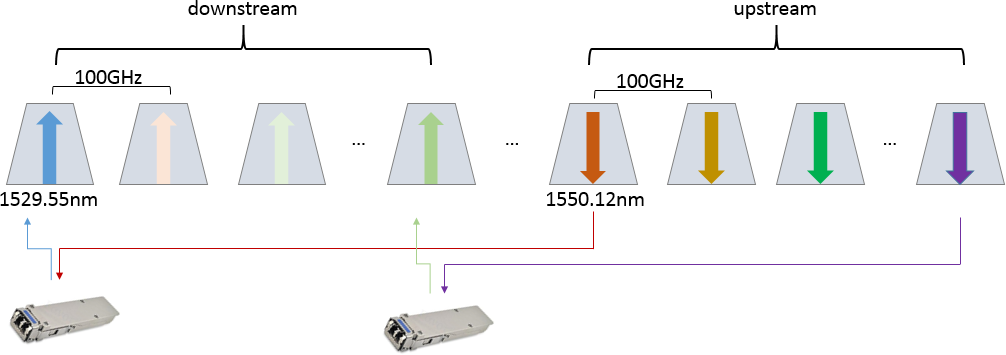 downstream
upstream
100GHz
100GHz
...
...
...
1529.55nm
1550.12nm